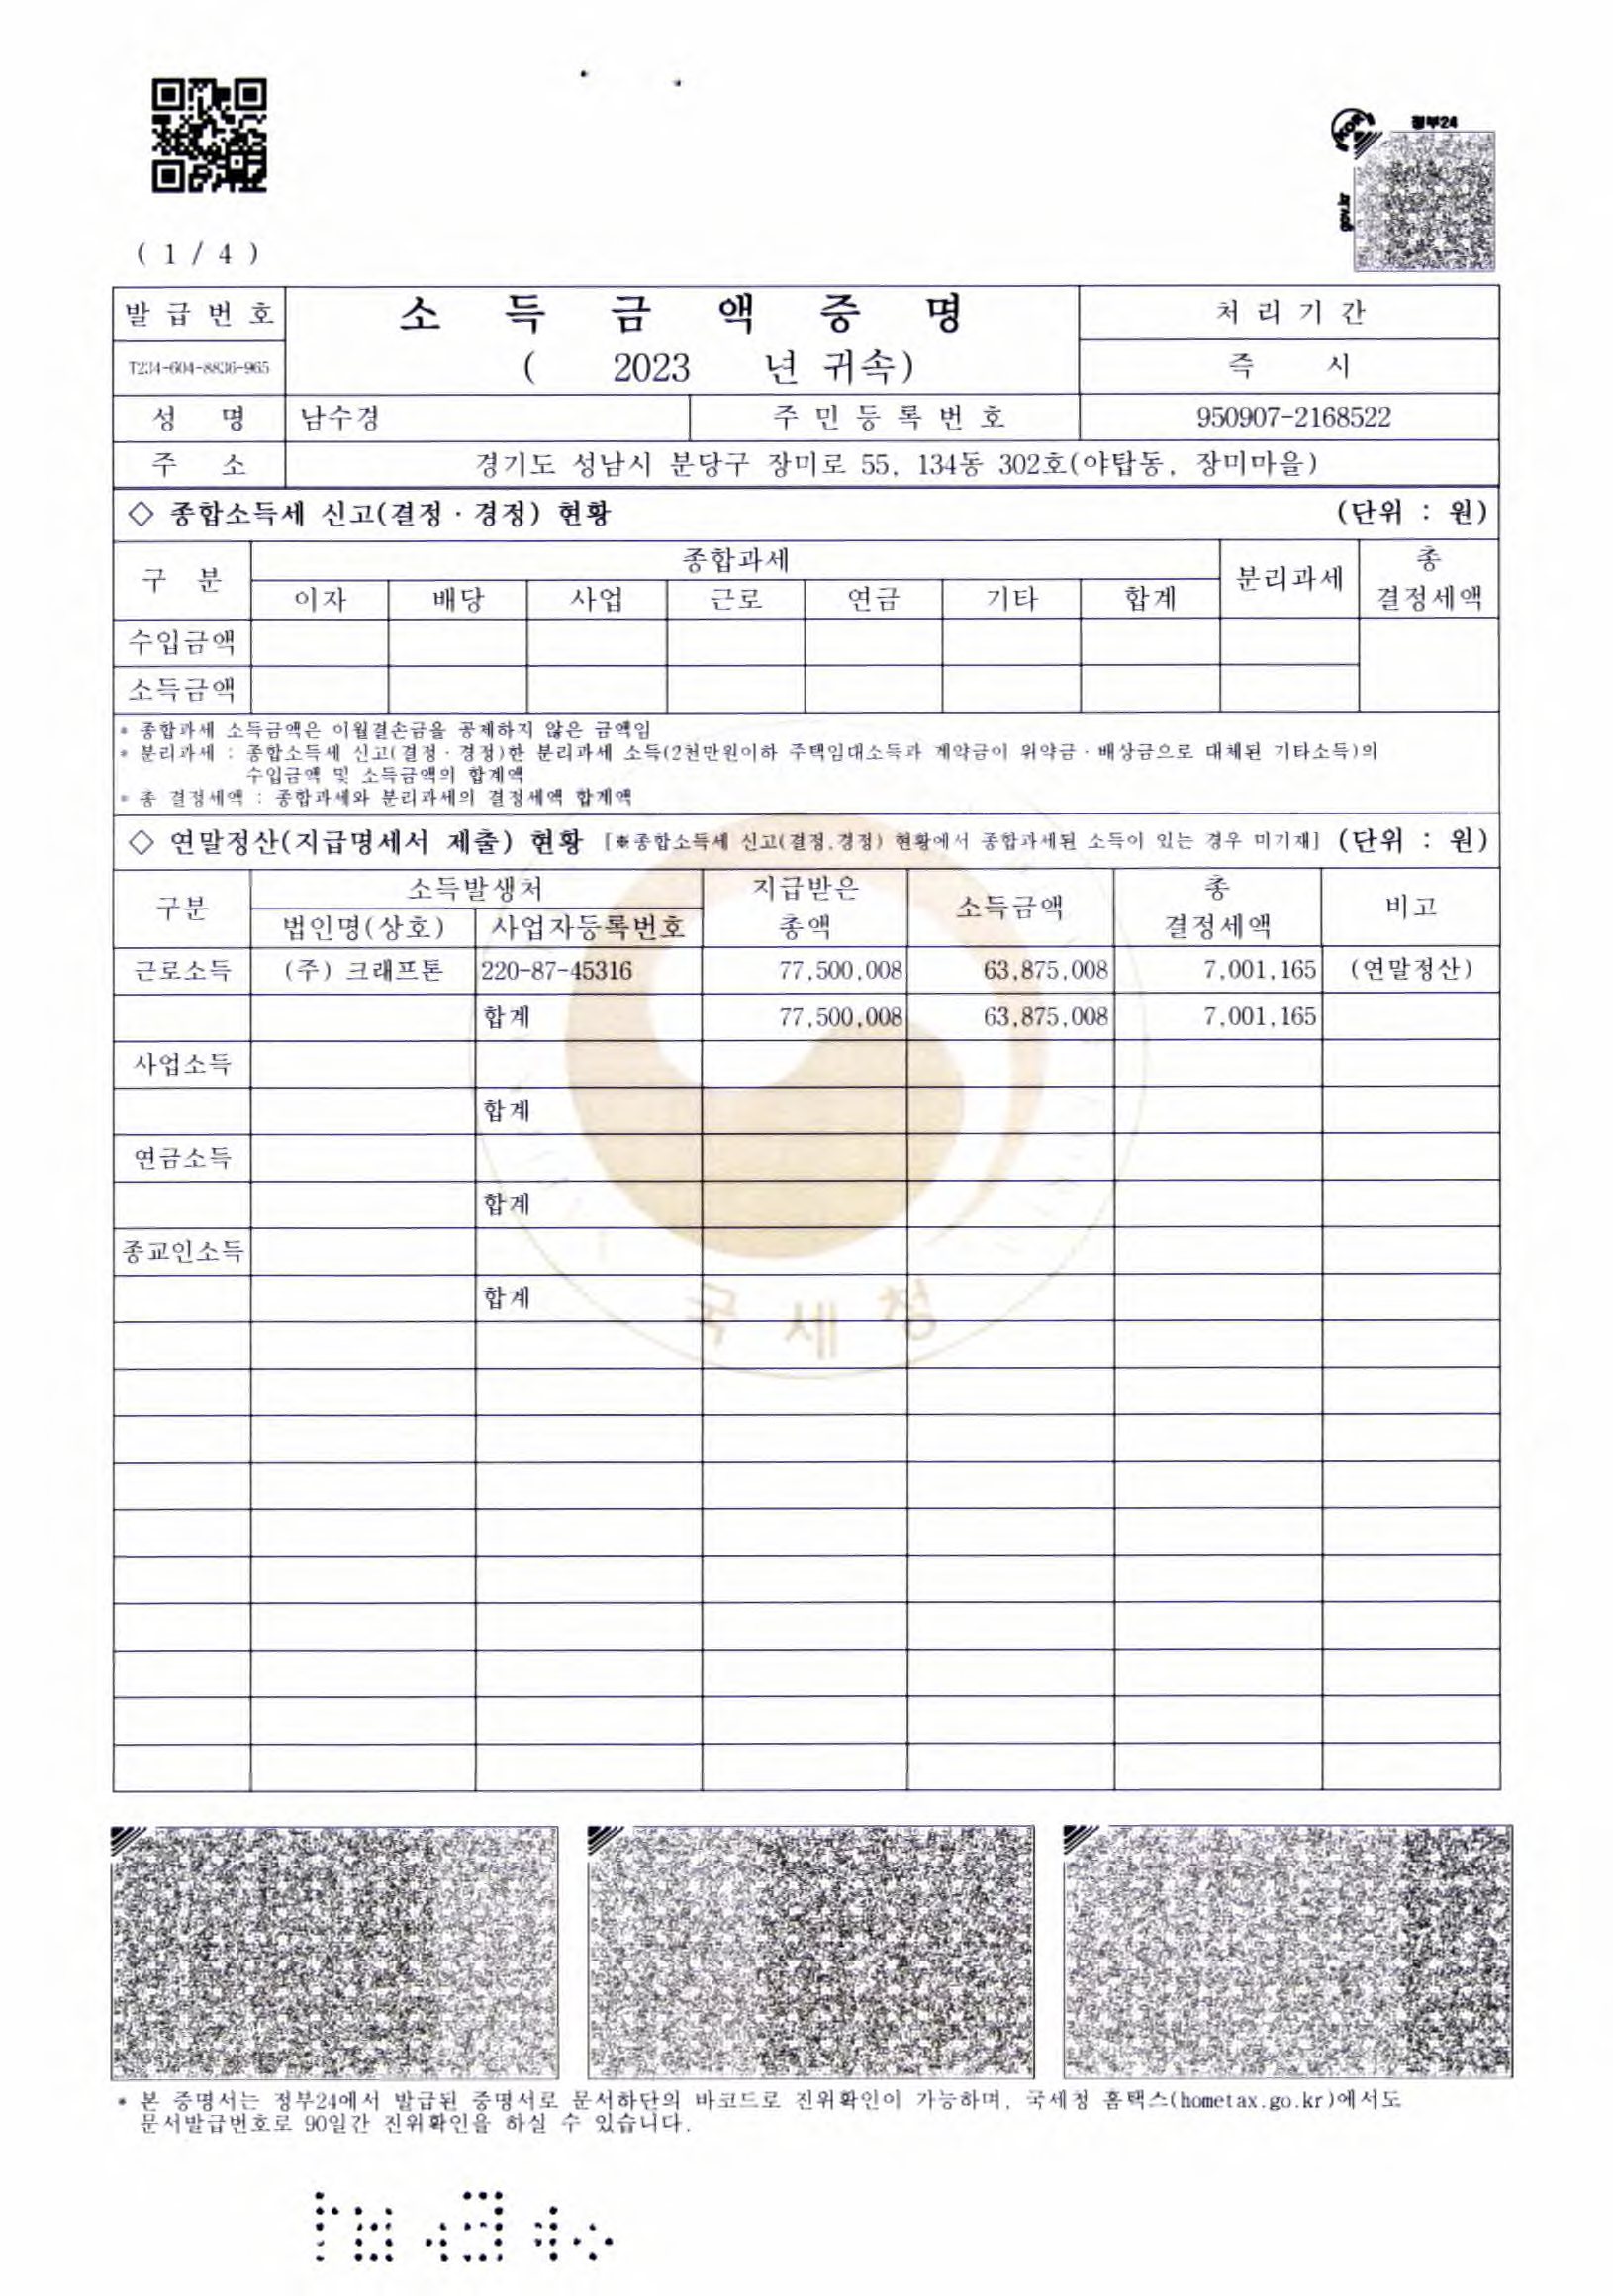 정부24
gov.kr
( 1 / 4 )
발 급 번 호
소 득 금 액 증 명
처 리 기 간
T234-604-8836-965
( 2023 년 귀속)
즉 시
성 명 남수경 주 민 등 록 번 호 950907-2168522
주 소 경기도 성남시 분당구 장미로 55, 134동 302호(야탑동, 장미마을)
◇ 종합소득세 신고(결정·경정) 현황 (단위 : 원)
구 분 종합과세 분리과세 총 결정세액
이자 배당 사업 근로 연금 기타 합계
수입금액
소득금액
* 종합과세 소득금액은 이월결손금을 공제하지 않은 금액임
* 분리과세 : 종합소득세 신고(결정·경정)한 분리과세 소득(2천만원이하 주택임대소득과 계약금이 위약금·배상금으로 대체된 기타소득)의
수입금액 및 소득금액의 합계액
* 총 결정세액 : 종합과세와 분리과세의 결정세액 합계액
◇ 연말정산(지급명세서 제출) 현황 [※종합소득세 신고(결정,경정) 현황에서 종합과세된 소득이 있는 경우 미기재] (단위 : 원)
구분 소득발생처 지급받은 총액 소득금액 총 결정세액 비고
법인명(상호) 사업자등록번호
근로소득 (주) 크래프톤 220-87-45316 77,500,008 63,875,008 7,001,165 (연말정산)
합계 77,500,008 63,875,008 7,001,165
사업소득
합계
연금소득
합계
종교인소득
합계
국세청
* 본 증명서는 정부24에서 발급된 증명서로 문서하단의 바코드로 진위확인이 가능하며, 국세청 홈택스(hometax.go.kr)에서도
문서발급번호로 90일간 진위확인을 하실 수 있습니다.